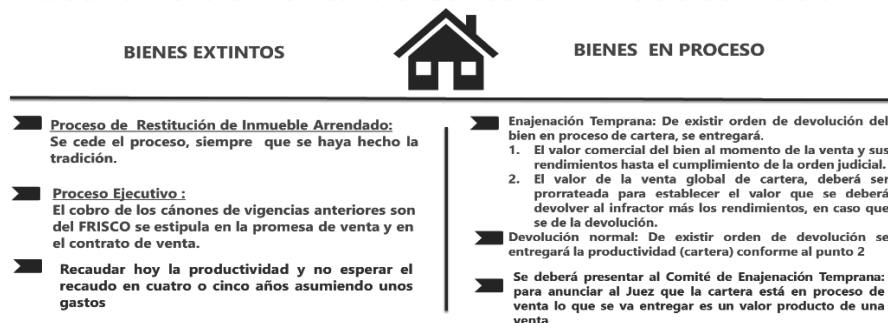 BIENES EXTINTOS
BIENES EN PROCESO
Proceso de Restitución de Inmueble Arrendado:
Se cede el proceso, siempre que se haya hecho la
tradición.
Proceso Ejecutivo :
El cobro de los cánones de vigencias anteriores son
del FRISCO se estipula en la promesa de venta y en
el contrato de venta.
Recaudar hoy la productividad y no esperar el
recaudo en cuatro o cinco años asumiendo unos
gastos
Enajenación Temprana: De existir orden de devolución del
bien en proceso de cartera, se entregará.
1. El valor comercial del bien al momento de la venta y sus
rendimientos hasta el cumplimiento de la orden judicial.
2. El valor de la venta global de cartera, deberá ser
prorrateada para establecer el valor que se deberá
devolver al infractor más los rendimientos, en caso que
se de la devolución.
Devolución normal: De existir orden de devolución se
entregará la productividad (cartera) conforme al punto 2
Se deberá presentar al Comité de Enajenación Temprana:
para anunciar al Juez que la cartera está en proceso de
venta lo que se va entregar es un valor producto de una
venta